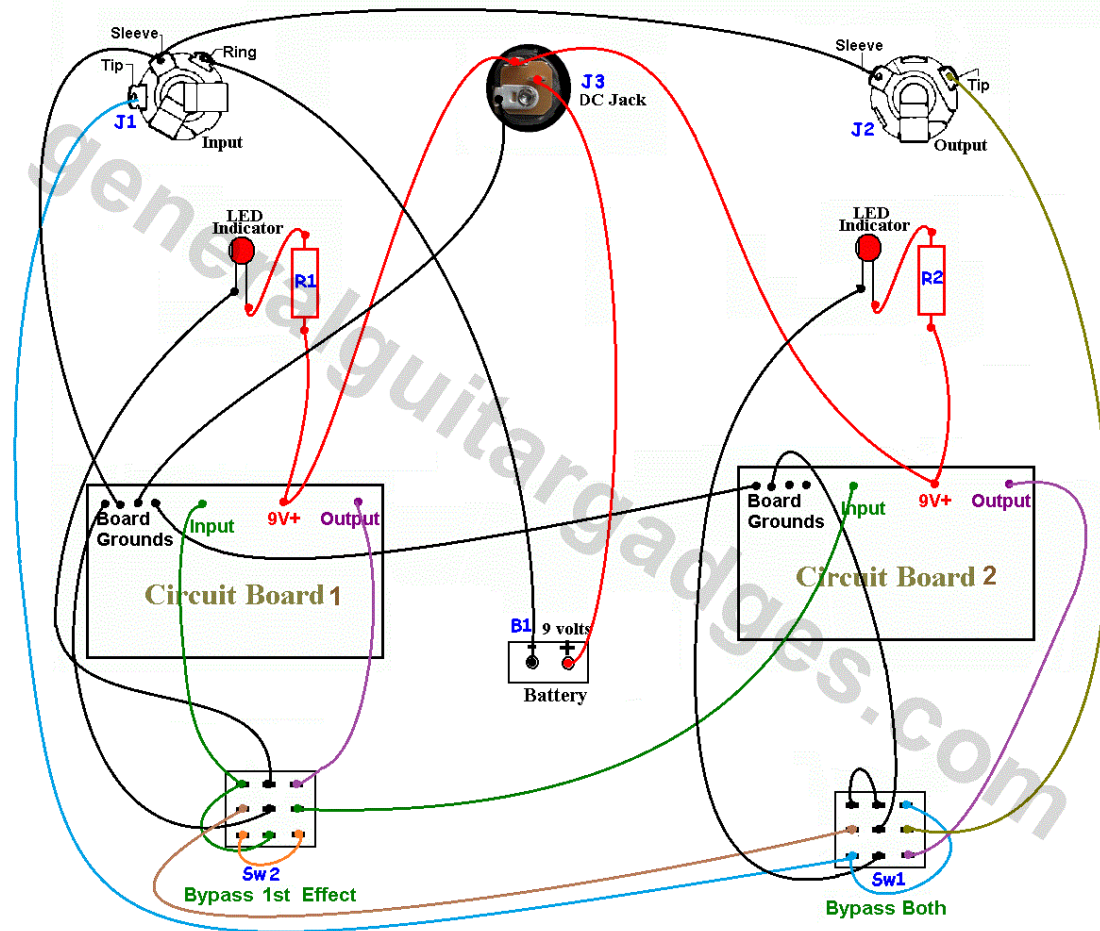 Sleeve
Ring
Tip
J1
Input
J3
DC Jack
Sleeve
Tip
J2
Output
LED
Indicator
R1
LED
Indicator
R2
Board
Grounds
Input
9V+
Output
Circuit Board 1
Board
Grounds
Input
9V+
Output
Circuit Board 2
B1
9 volts
- +
Battery
Sw2
Bypass 1st Effect
Sw1
Bypass Both
generalguitargadges.com